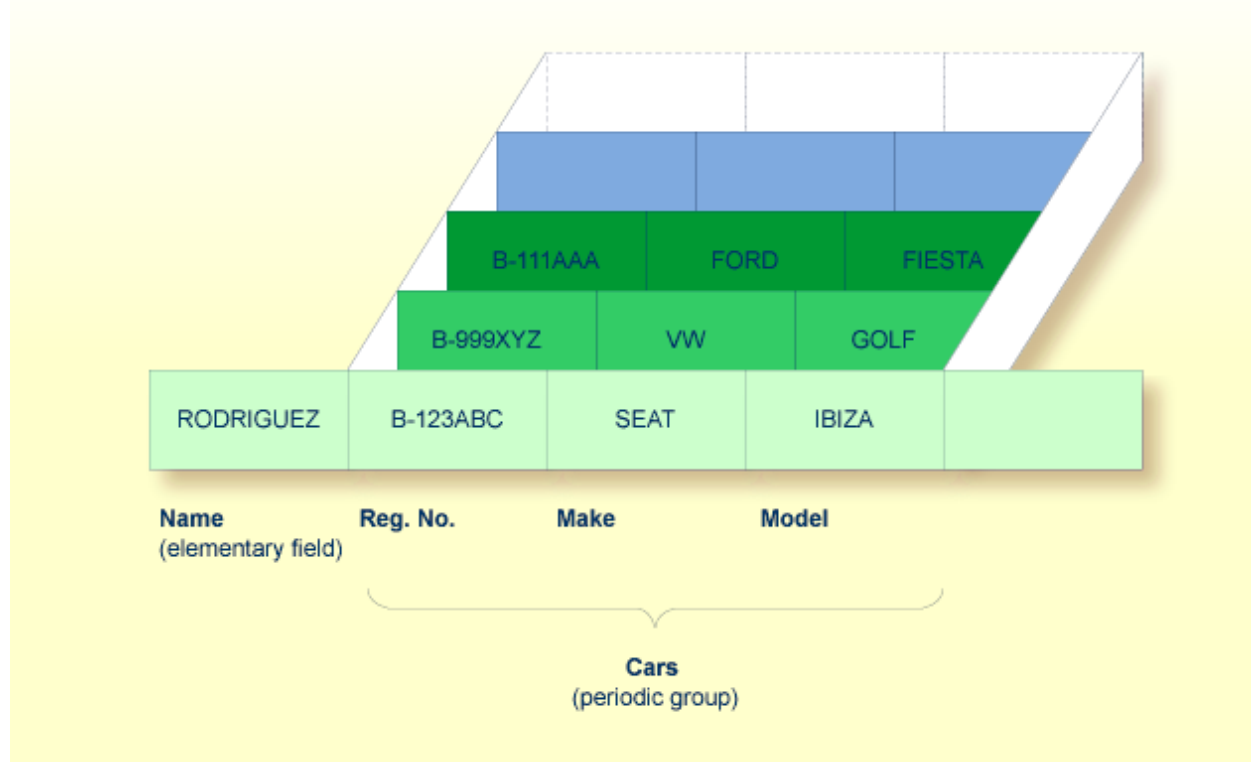 B-111AAA FORD FIESTA
B-999XYZ VW GOLF
RODRIGUEZ B-123ABC SEAT IBIZA
Name Reg. No. Make Model
(elementary field)
Cars
(periodic group)